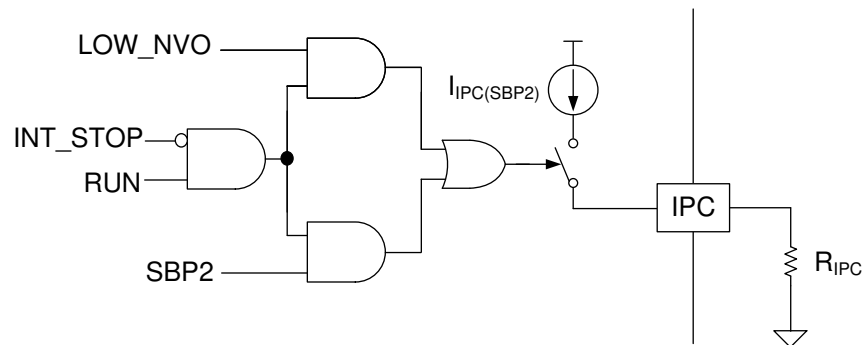 LOW_NVO
I_IPC(SBP2)
INT_STOP
RUN
IPC
SBP2
R_IPC